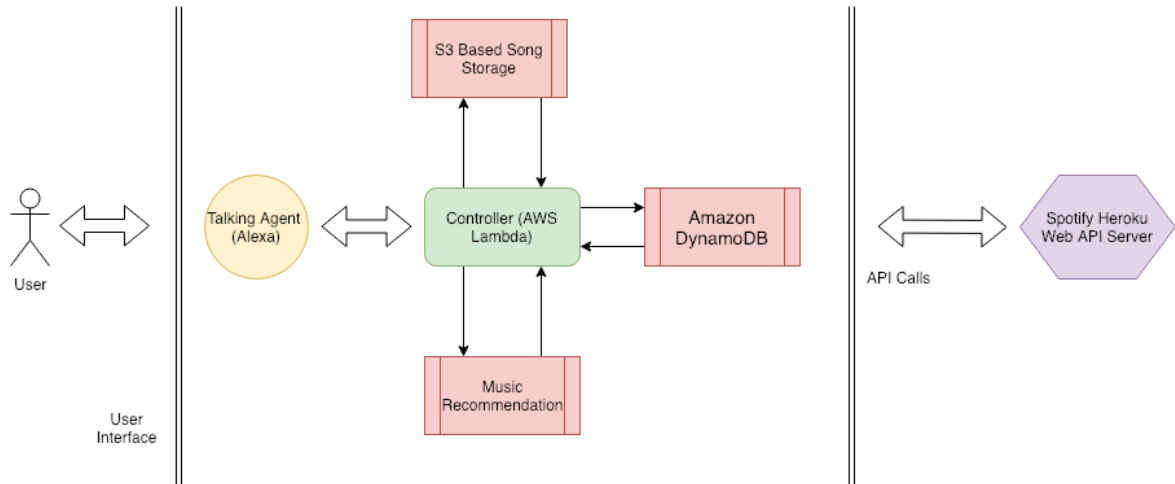 S3 Based Song
Storage
User
Talking Agent
(Alexa)
Controller (AWS
Lambda)
Amazon
DynamoDB
Spotify Heroku
Web API Server
API Calls
Music
Recommendation
User
Interface